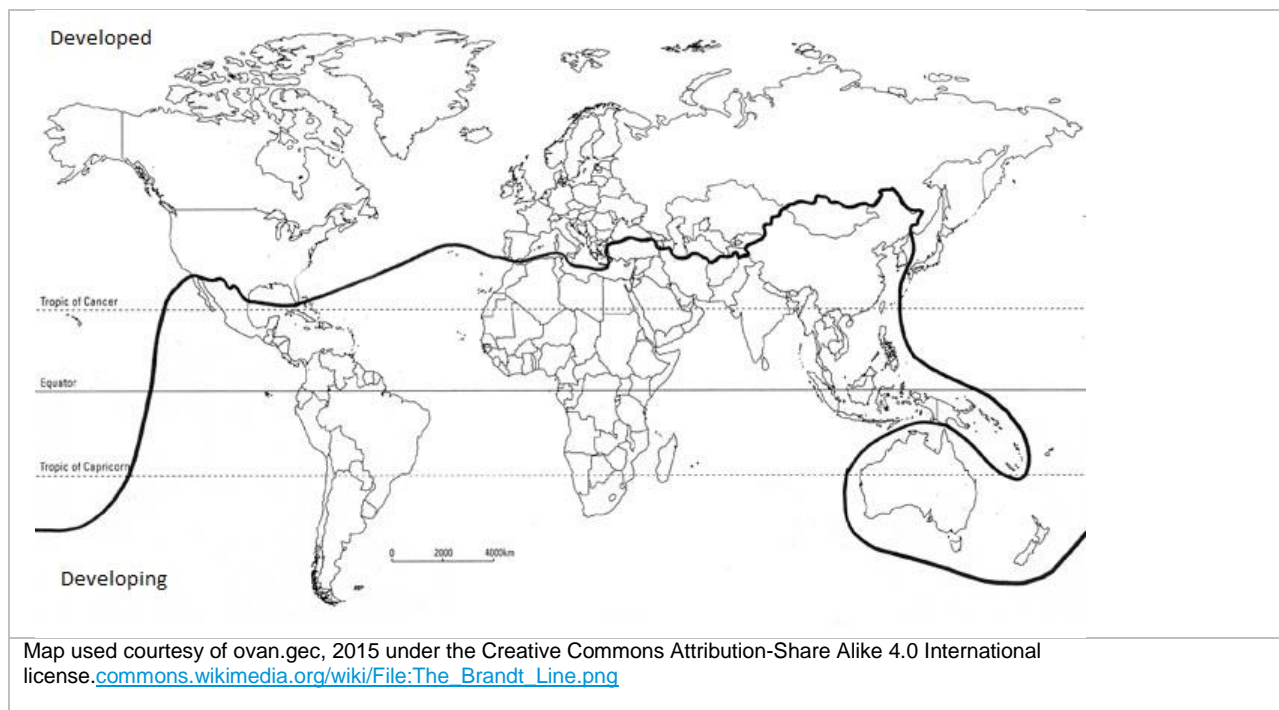 Developed
Tropic of Cancer
Equator
Tropic of Capricorn
0 2000 4000km
Developing
Map used courtesy of ovan.gec, 2015 under the Creative Commons Attribution-Share Alike 4.0 International
license.commons.wikimedia.org/wiki/File:The_Brandt_Line.png